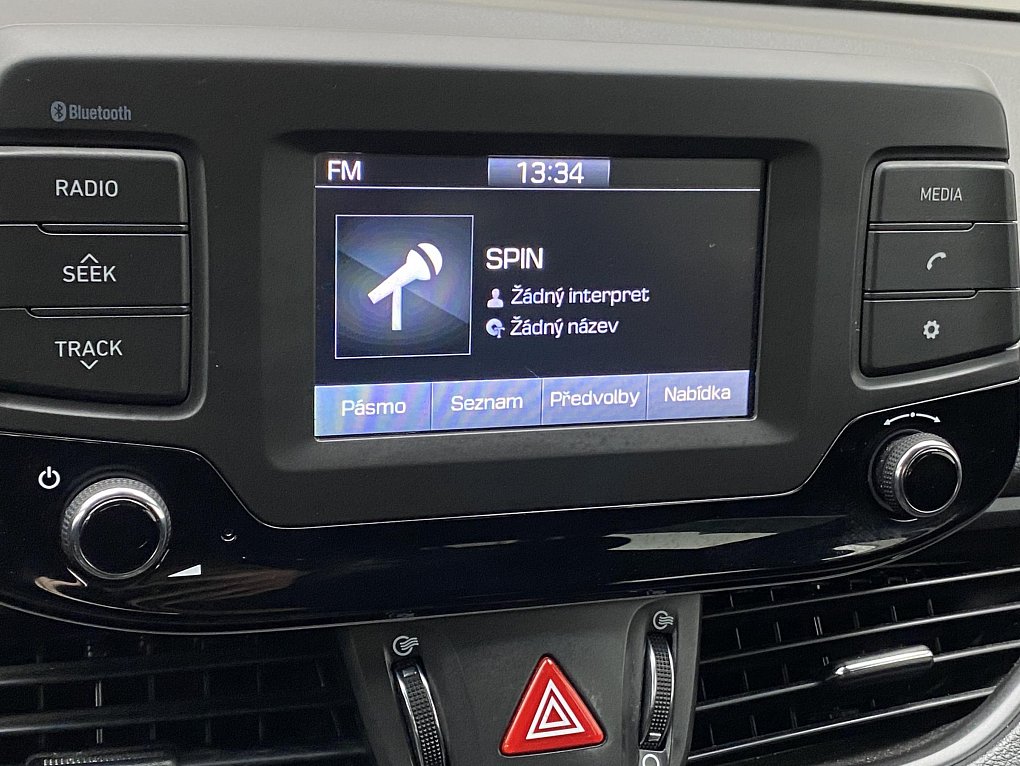 Bluetooth
RADIO
SEEK
TRACK
FM 13:34
SPIN
Žádný interpret
Žádný název
Pásmo Seznam Předvolby Nabídka
MEDIA